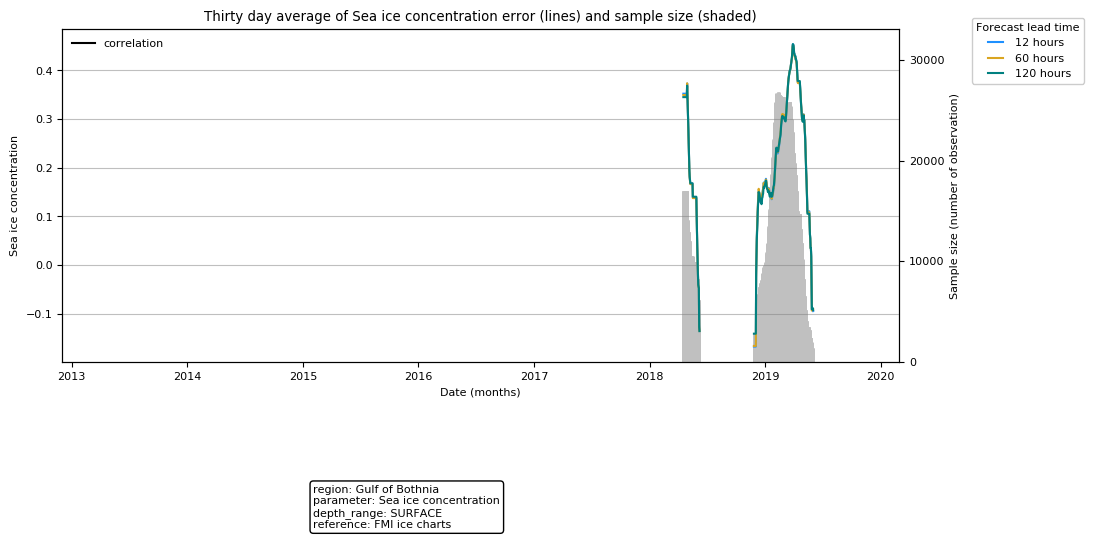 Thirty day average of Sea ice concentration error (lines) and sample size (shaded)
Forecast lead time
12 hours
60 hours
120 hours
correlation
Sea ice concentration
0.4
0.3
0.2
0.1
0.0
−0.1
30000
20000
10000
0
Sample size (number of observation)
2013
2014
2015
2016
2017
2018
2019
2020
Date (months)
region: Gulf of Bothnia
parameter: Sea ice concentration
depth_range: SURFACE
reference: FMI ice charts